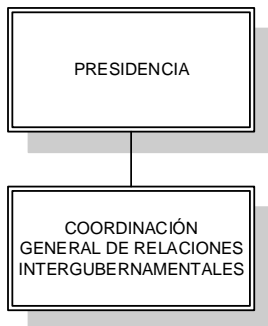 PRESIDENCIA
COORDINACIÓN
GENERAL DE RELACIONES
INTERGUBERNAMENTALES